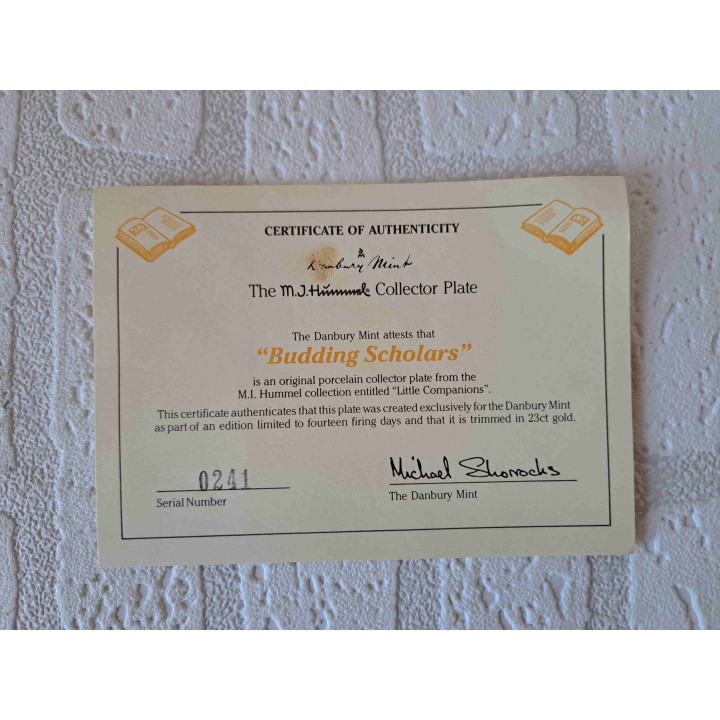 CERTIFICATE OF AUTHENTICITY
Danbury Mint
The M.J.Hummel® Collector Plate
The Danbury Mint attests that
“Budding Scholars”
is an original porcelain collector plate from the
M.I. Hummel collection entitled “Little Companions”.
This certificate authenticates that this plate was created exclusively for the Danbury Mint
as part of an edition limited to fourteen firing days and that it is trimmed in 23ct gold.
0241
Serial Number
Michael Shorrocks
The Danbury Mint